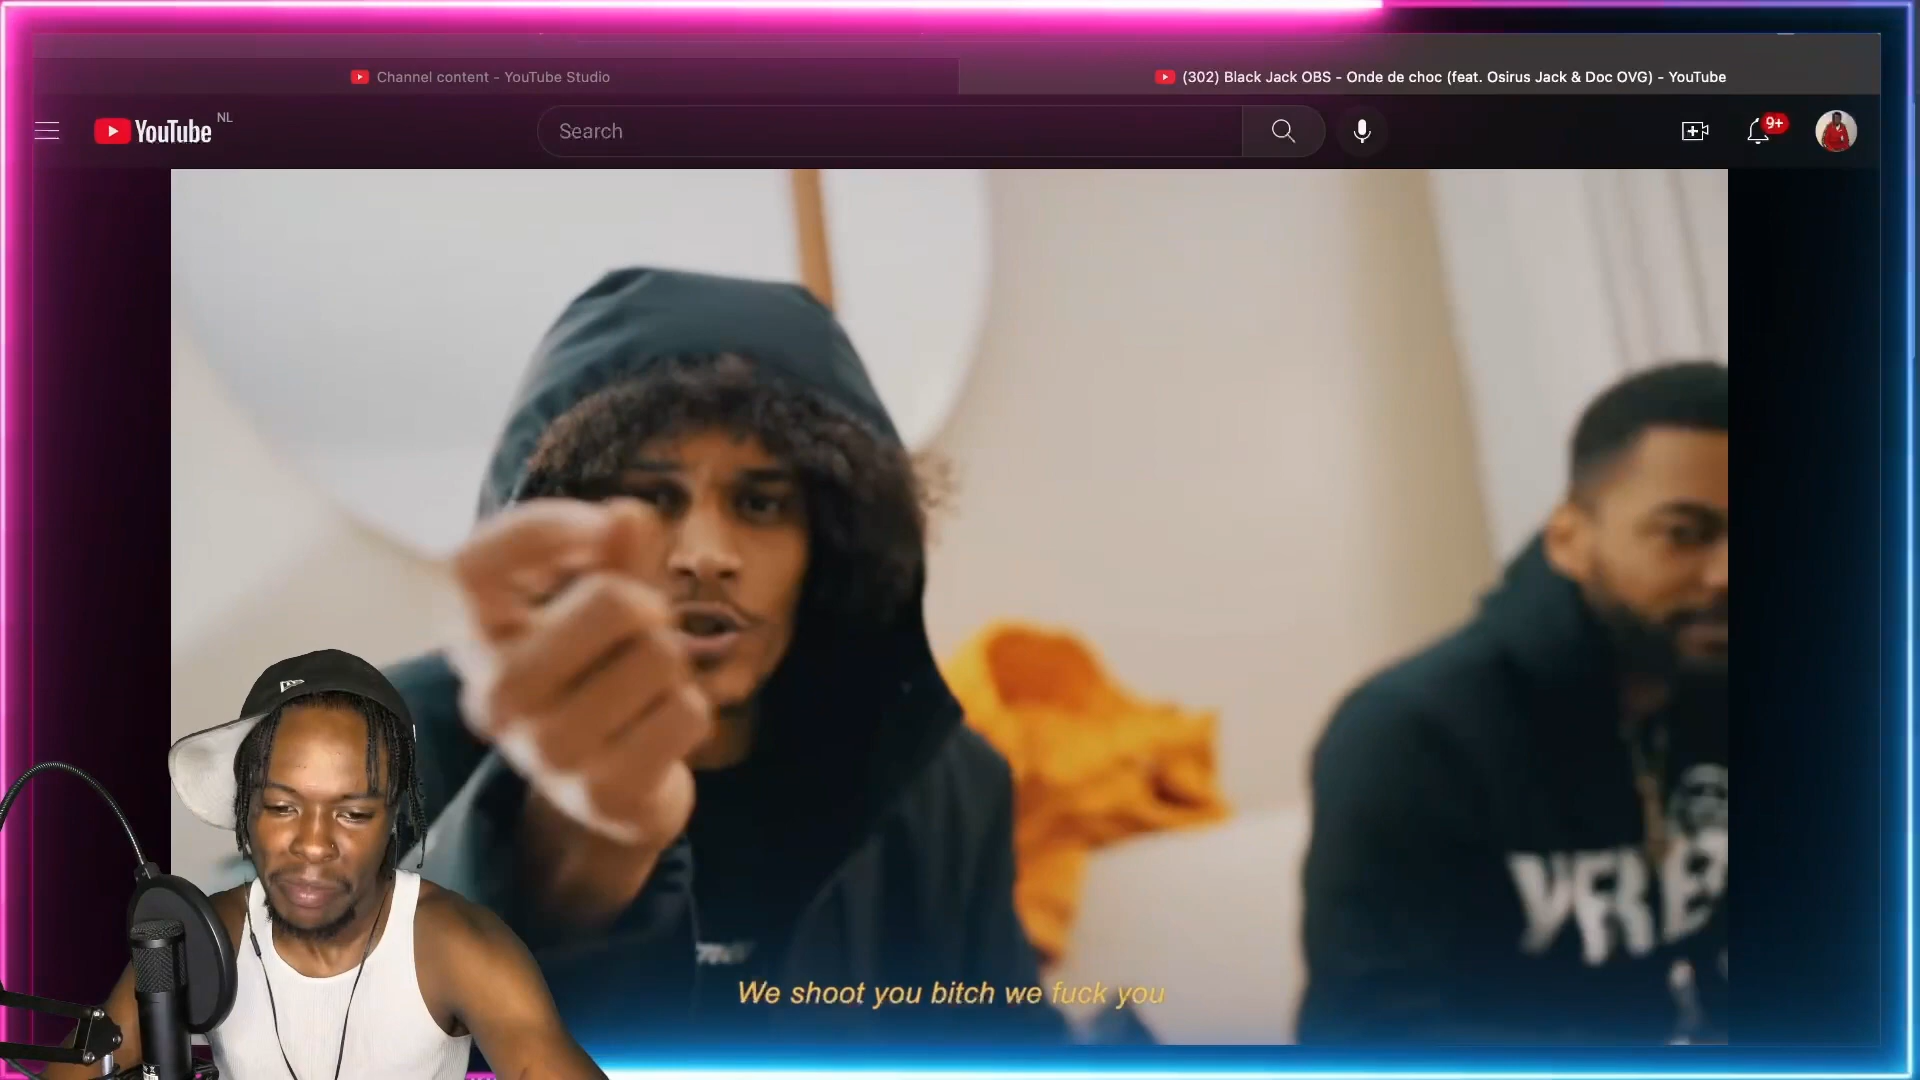 Channel content - YouTube Studio
(302) Black Jack OBS - Onde de choc (feat. Osirus Jack & Doc OVG) - YouTube
YouTube NL
Search
9+
We shoot you bitch we fuck you